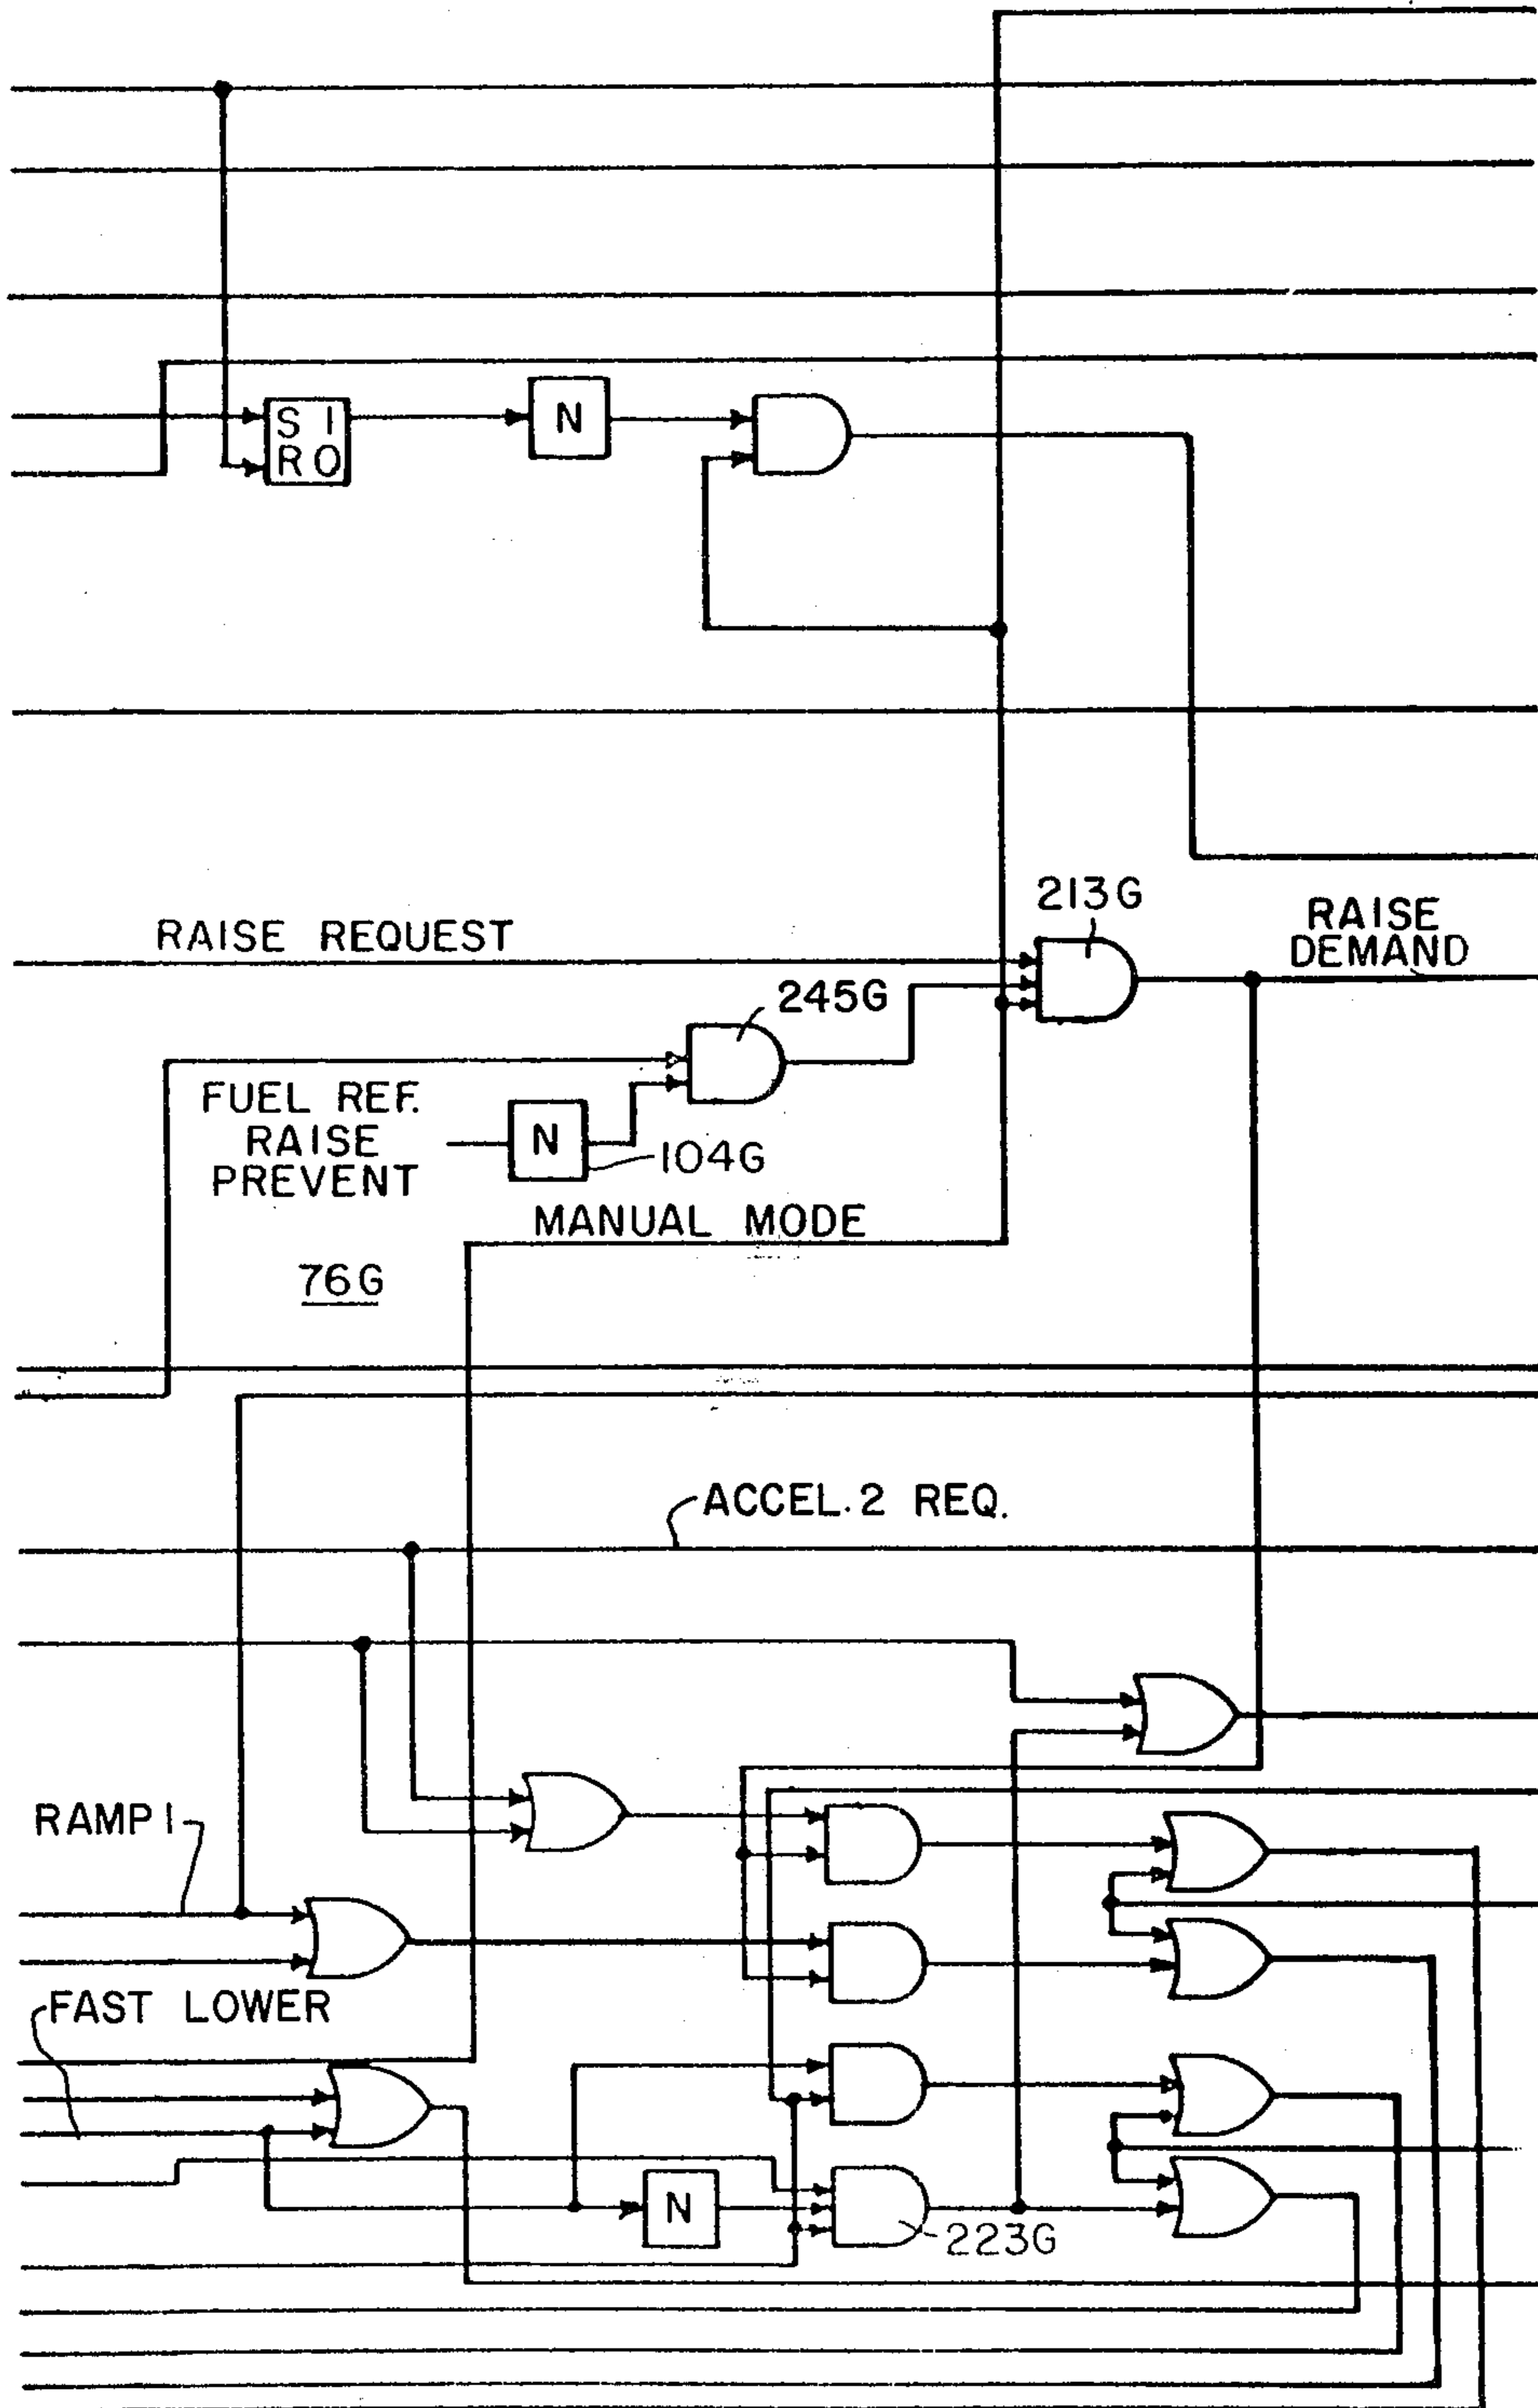 S I
R O
N
213G
RAISE REQUEST
RAISE
DEMAND
245G
FUEL REF.
RAISE
PREVENT
N
104G
MANUAL MODE
76G
ACCEL. 2 REQ.
RAMP 1
FAST LOWER
N
223G